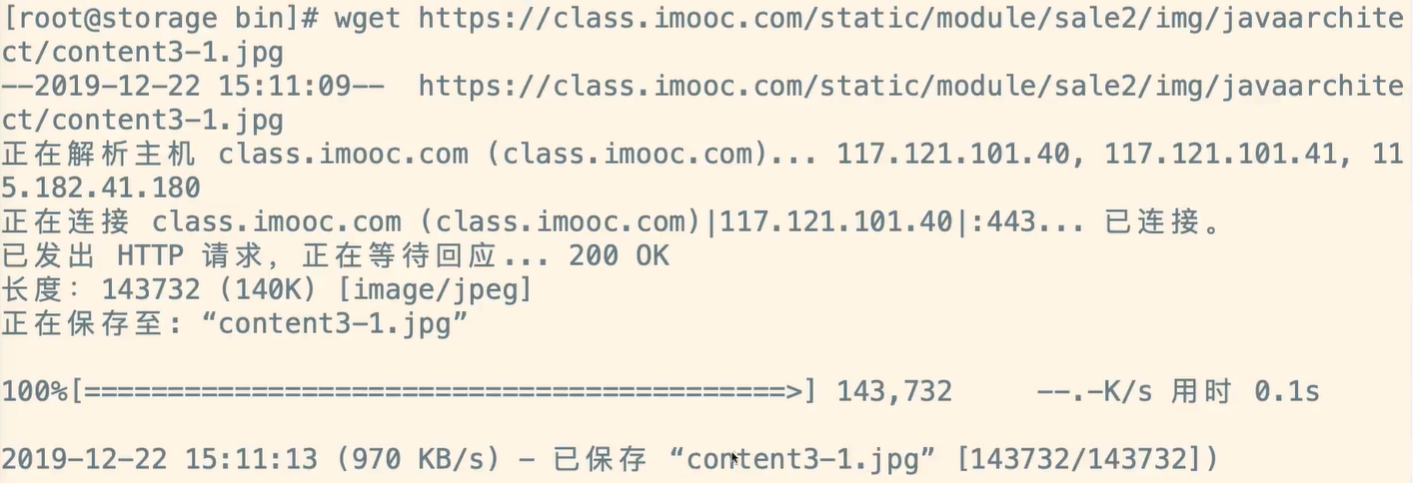 [root@storage bin]# wget https://class.imooc.com/static/module/sale2/img/javaarchite
ct/content3-1.jpg
--2019-12-22 15:11:09--  https://class.imooc.com/static/module/sale2/img/javaarchite
ct/content3-1.jpg
正在解析主机 class.imooc.com (class.imooc.com)... 117.121.101.40, 117.121.101.41, 11
5.182.41.180
正在连接 class.imooc.com (class.imooc.com)|117.121.101.40|:443... 已连接。
已发出 HTTP 请求，正在等待回应... 200 OK
长度：143732 (140K) [image/jpeg]
正在保存至: “content3-1.jpg”
100%[==========================================>] 143,732     --.-K/s 用时 0.1s
2019-12-22 15:11:13 (970 KB/s) - 已保存 “content3-1.jpg” [143732/143732])